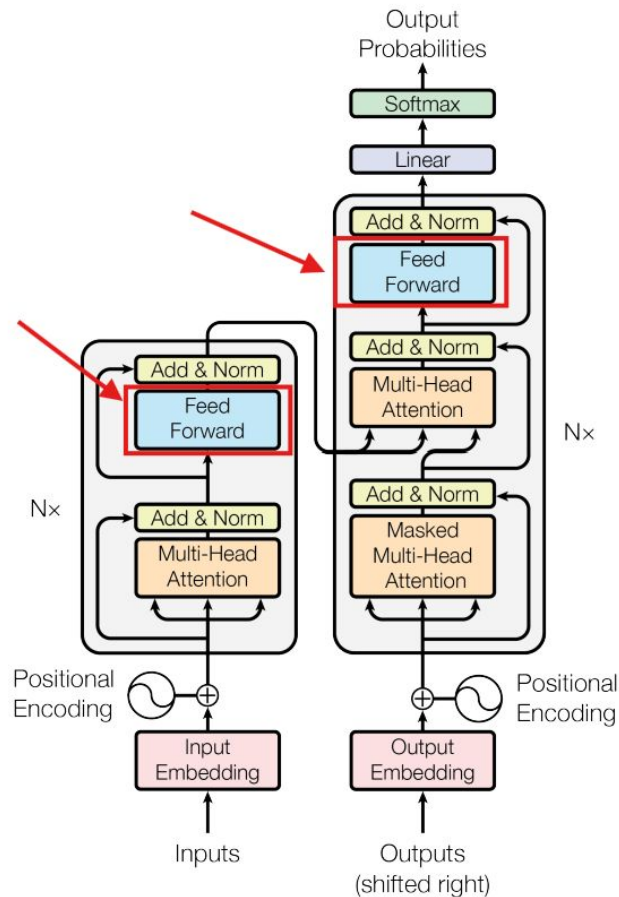 Output
Probabilities
Softmax
Linear
Add & Norm
Feed
Forward
Add & Norm
Multi-Head
Attention
Add & Norm
Masked
Multi-Head
Attention
Nx
Add & Norm
Feed
Forward
Add & Norm
Multi-Head
Attention
Nx
Positional
Encoding
Positional
Encoding
Input
Embedding
Output
Embedding
Inputs
Outputs
(shifted right)